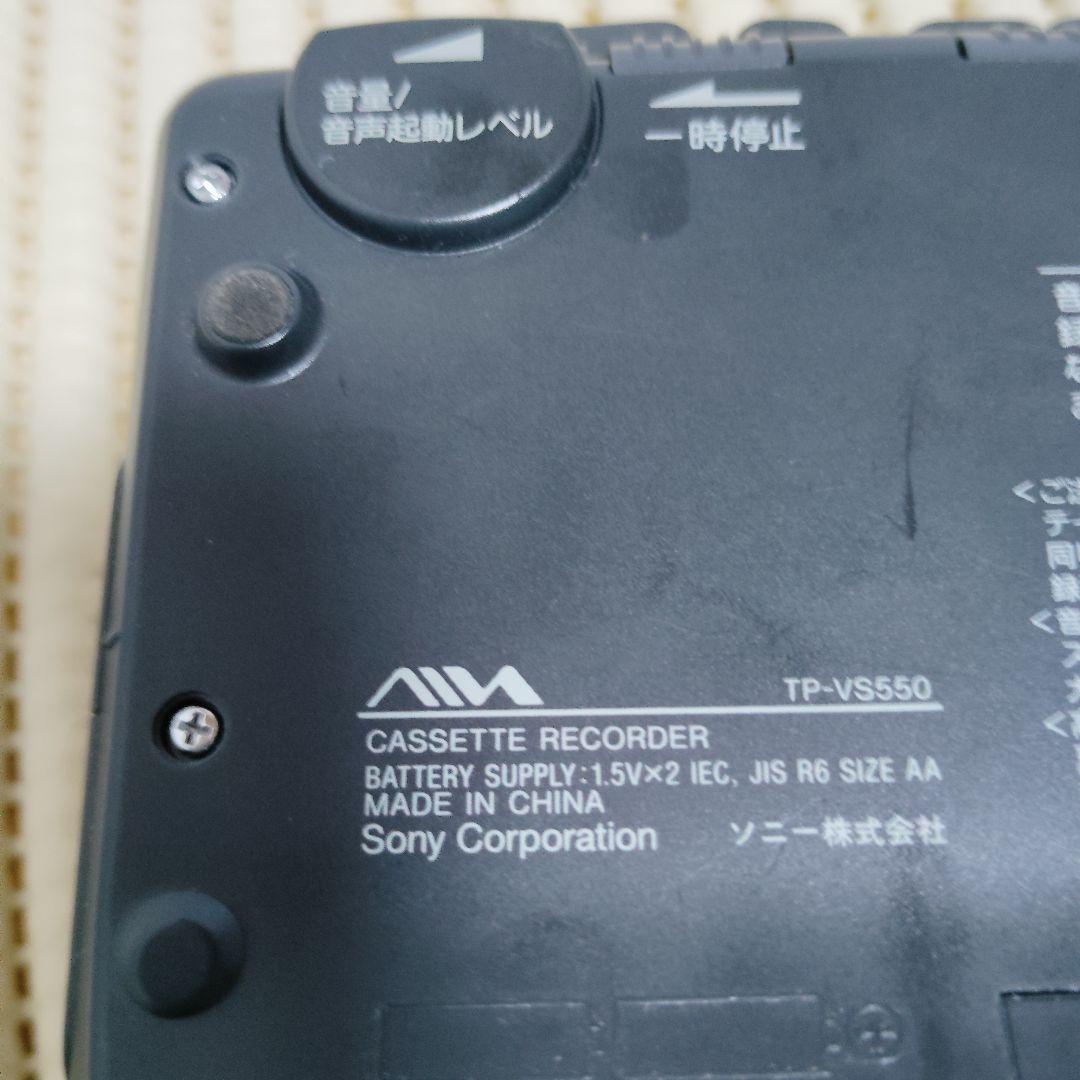 音量/
音声起動レベル
一時停止
AIWA
TP-VS550
CASSETTE RECORDER
BATTERY SUPPLY:1.5V×2 IEC, JIS R6 SIZE AA
MADE IN CHINA
Sony Corporation ソニー株式会社